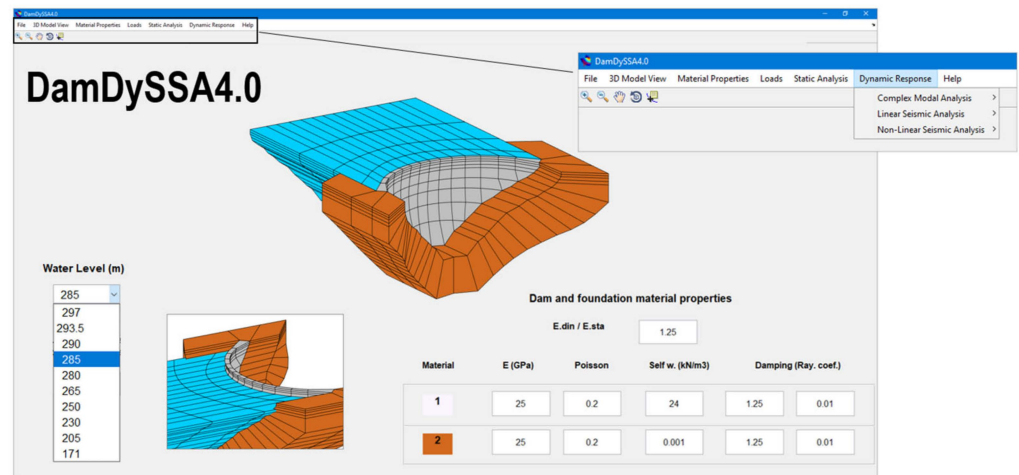 DamDySSA4.0
File 3D Model View Material Properties Loads Static Analysis Dynamic Response Help
DamDySSA4.0
DamDySSA4.0
File 3D Model View Material Properties Loads Static Analysis Dynamic Response Help
Complex Modal Analysis
Linear Seismic Analysis
Non-Linear Seismic Analysis
Water Level (m)
285
297
293.5
290
285
280
265
250
230
205
171
Dam and foundation material properties
E.din / E.sta 1.25
Material E (GPa) Poisson Self w. (kN/m3) Damping (Ray. coef.)
1 25 0.2 24 1.25 0.01
2 25 0.2 0.001 1.25 0.01